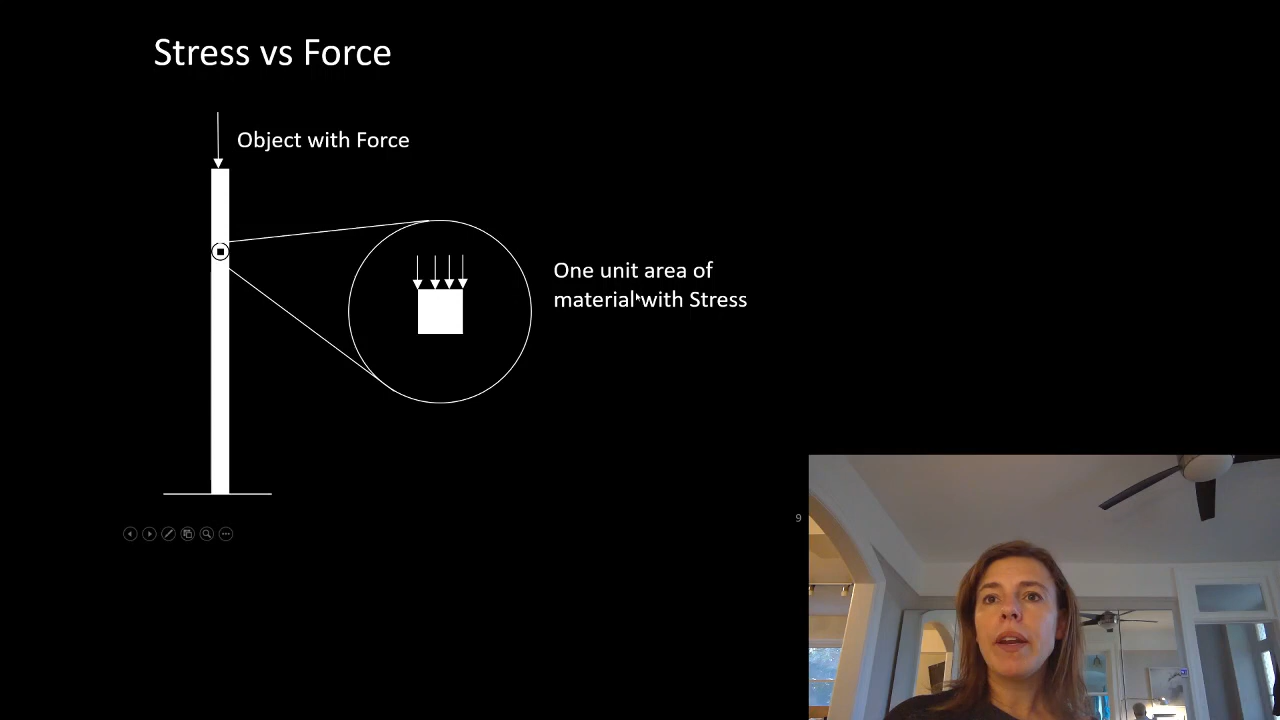 Stress vs Force
Object with Force
One unit area of
material with Stress
9